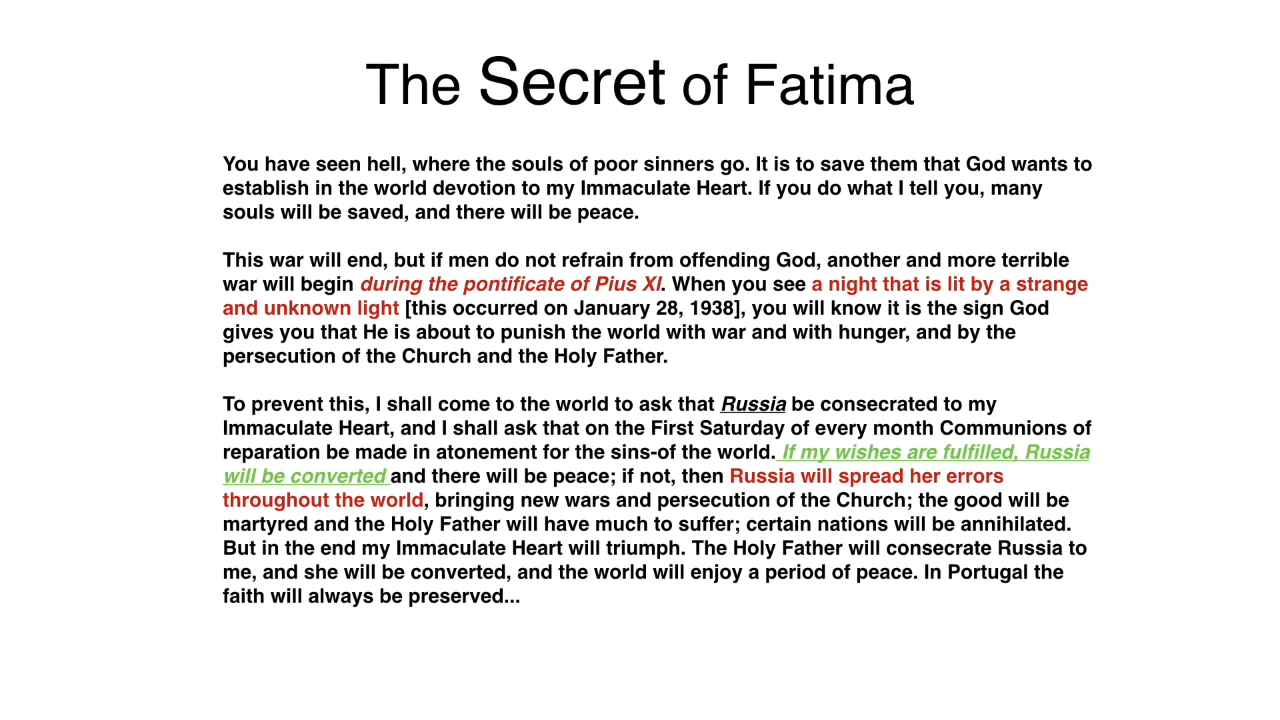 The Secret of Fatima
You have seen hell, where the souls of poor sinners go. It is to save them that God wants to
establish in the world devotion to my Immaculate Heart. If you do what I tell you, many
souls will be saved, and there will be peace.
This war will end, but if men do not refrain from offending God, another and more terrible
war will begin during the pontificate of Pius XI. When you see a night that is lit by a strange
and unknown light [this occurred on January 28, 1938], you will know it is the sign God
gives you that He is about to punish the world with war and with hunger, and by the
persecution of the Church and the Holy Father.
To prevent this, I shall come to the world to ask that Russia be consecrated to my
Immaculate Heart, and I shall ask that on the First Saturday of every month Communions of
reparation be made in atonement for the sins-of the world. If my wishes are fulfilled, Russia
will be converted and there will be peace; if not, then Russia will spread her errors
throughout the world, bringing new wars and persecution of the Church; the good will be
martyred and the Holy Father will have much to suffer; certain nations will be annihilated.
But in the end my Immaculate Heart will triumph. The Holy Father will consecrate Russia to
me, and she will be converted, and the world will enjoy a period of peace. In Portugal the
faith will always be preserved...